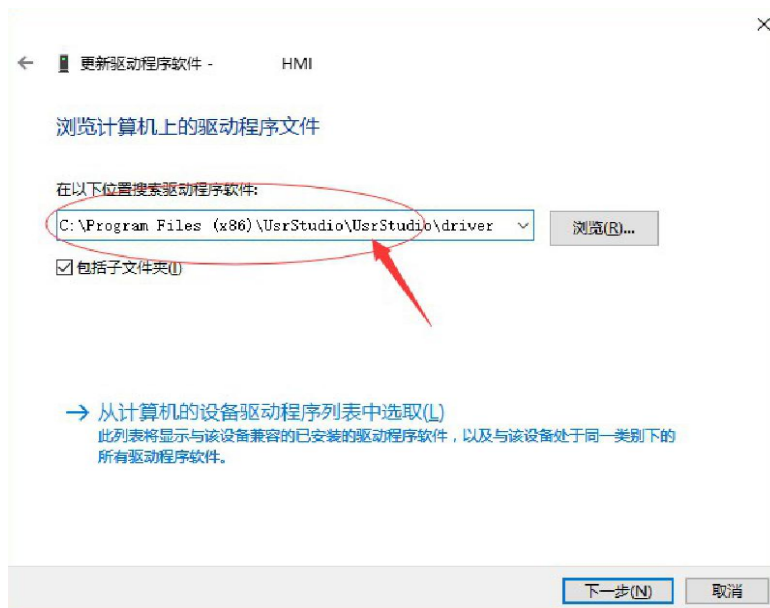 更新驱动程序软件 - HMI
浏览计算机上的驱动程序文件
在以下位置搜索驱动程序软件:
C:\Program Files (x86)\UsrStudio\UsrStudio\driver 浏览(R)...
包括子文件夹(I)
从计算机的设备驱动程序列表中选取(L)
此列表将显示与该设备兼容的已安装的驱动程序软件，以及与该设备处于同一类别下的
所有驱动程序软件。
下一步(N) 取消